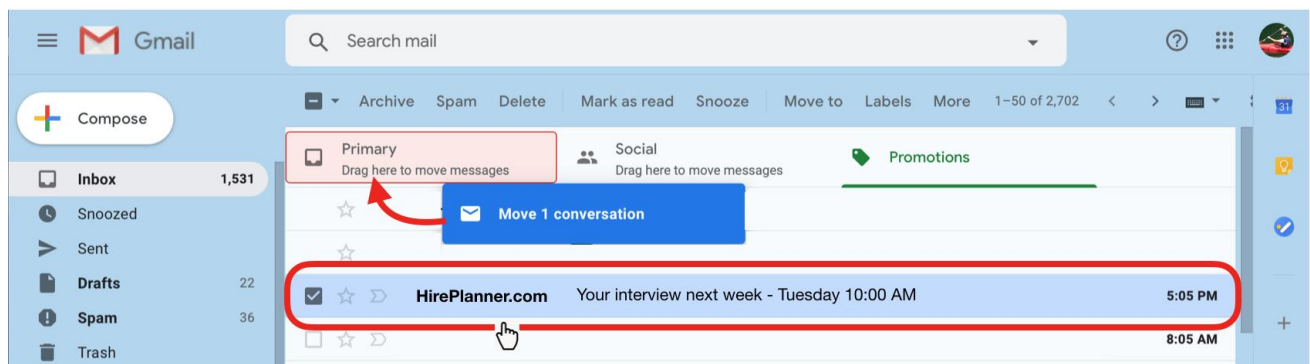 Gmail
Search mail
Compose
Archive Spam Delete Mark as read Snooze Move to Labels More 1–50 of 2,702
31
Primary
Drag here to move messages
Social
Drag here to move messages
Promotions
Inbox 1,531
Snoozed
Move 1 conversation
Sent
Drafts 22
HirePlanner.com Your interview next week - Tuesday 10:00 AM 5:05 PM
Spam 36
8:05 AM
Trash